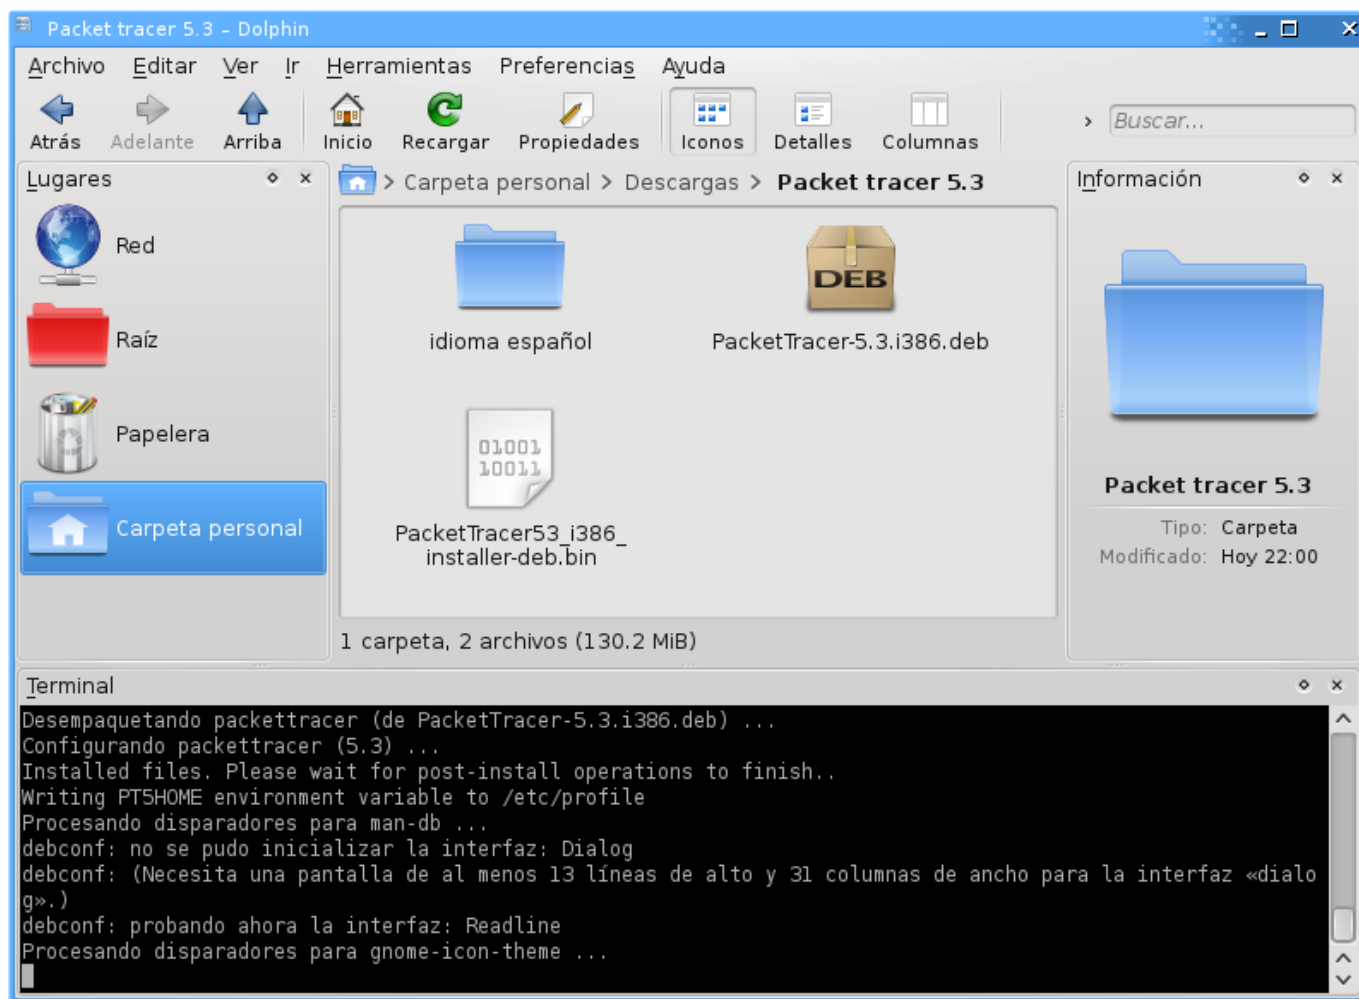 Packet tracer 5.3 – Dolphin
Archivo Editar Ver Ir Herramientas Preferencias Ayuda
Atrás Adelante Arriba Inicio Recargar Propiedades Iconos Detalles Columnas Buscar...
Lugares
> Carpeta personal > Descargas > Packet tracer 5.3
Información
Red
Raíz
Papelera
Carpeta personal
idioma español
DEB
PacketTracer-5.3.i386.deb
01001
10011
PacketTracer53_i386_
installer-deb.bin
1 carpeta, 2 archivos (130.2 MiB)
Packet tracer 5.3
Tipo: Carpeta
Modificado: Hoy 22:00
Terminal
Desempaquetando packettracer (de PacketTracer-5.3.i386.deb) ...
Configurando packettracer (5.3) ...
Installed files. Please wait for post-install operations to finish..
Writing PT5HOME environment variable to /etc/profile
Procesando disparadores para man-db ...
debconf: no se pudo inicializar la interfaz: Dialog
debconf: (Necesita una pantalla de al menos 13 líneas de alto y 31 columnas de ancho para la interfaz «dialo
g».)
debconf: probando ahora la interfaz: Readline
Procesando disparadores para gnome-icon-theme ...